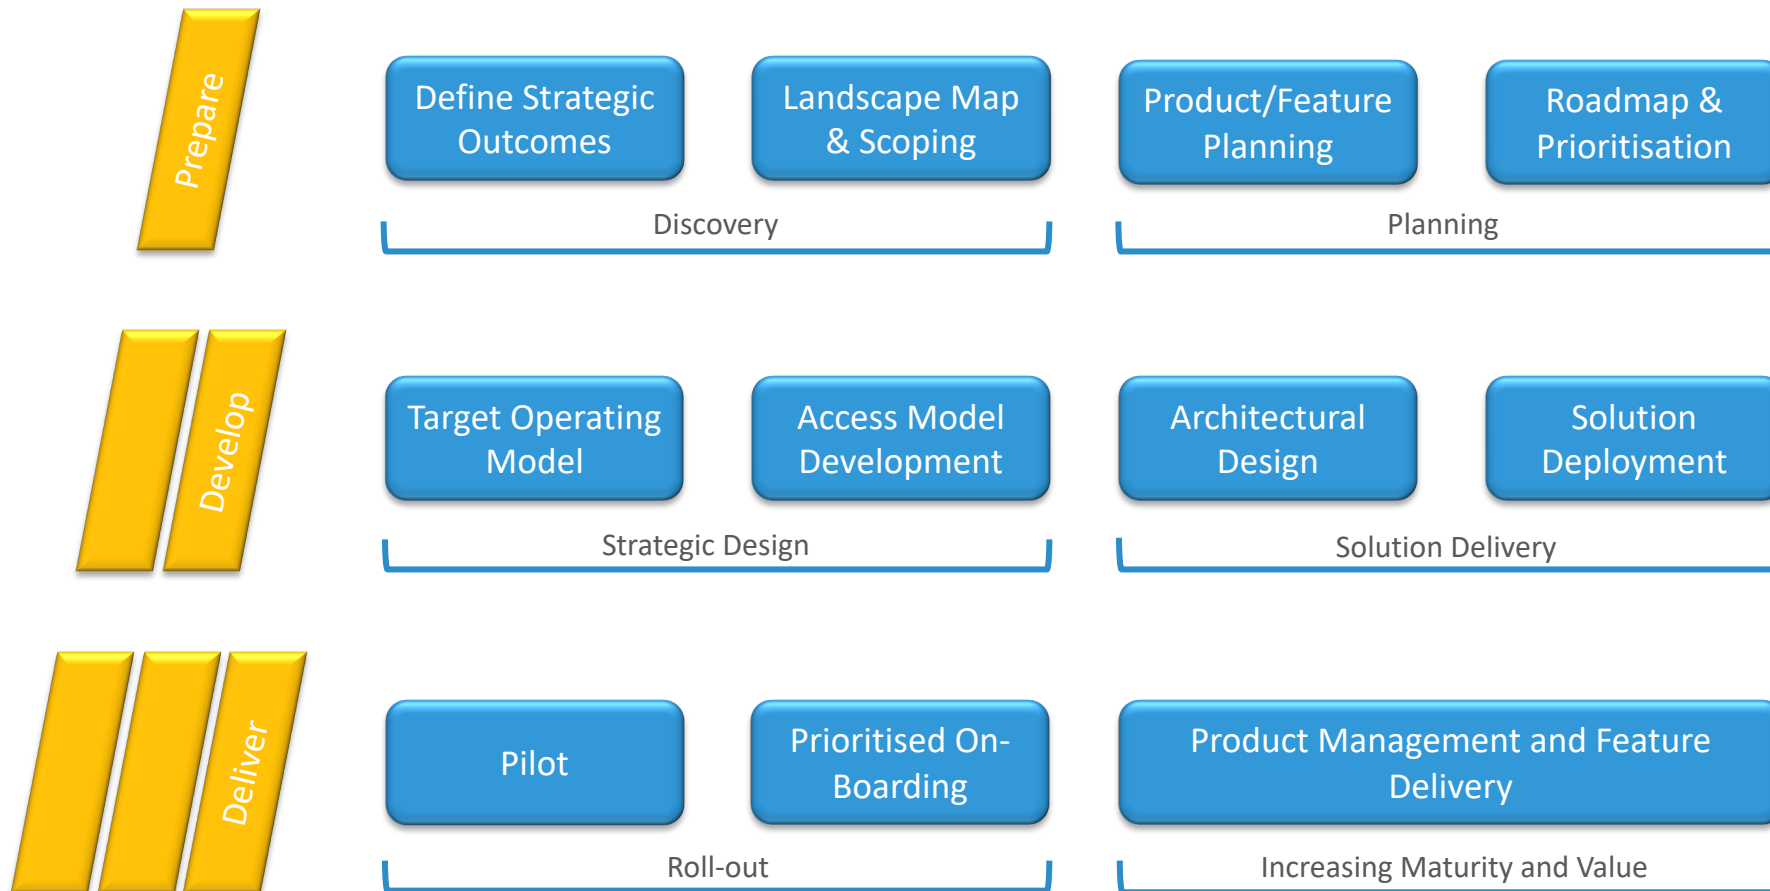 Prepare
Define Strategic
Outcomes
Landscape Map
& Scoping
Product/Feature
Planning
Roadmap &
Prioritisation
Discovery
Planning
Develop
Target Operating
Model
Access Model
Development
Architectural
Design
Solution
Deployment
Strategic Design
Solution Delivery
Deliver
Pilot
Prioritised On-
Boarding
Product Management and Feature
Delivery
Roll-out
Increasing Maturity and Value